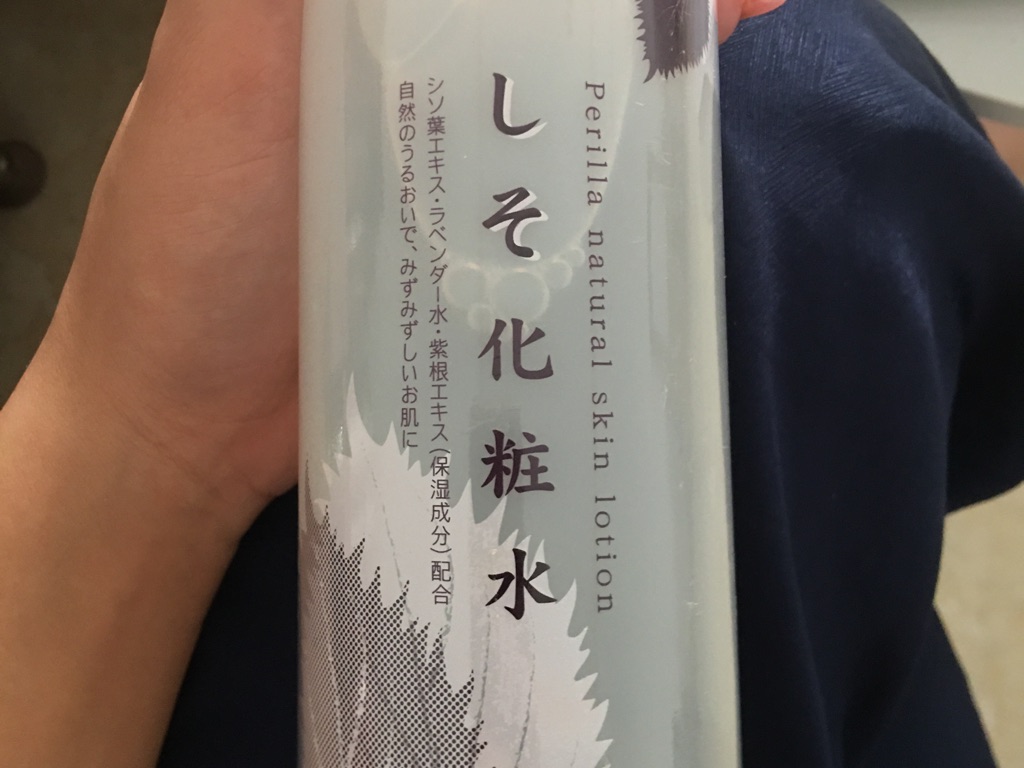 Perilla natural skin lotion
しそ化粧水
シソ葉エキス・ラベンダー水・紫根エキス(保湿成分)配合
自然のうるおいで、みずみずしいお肌に